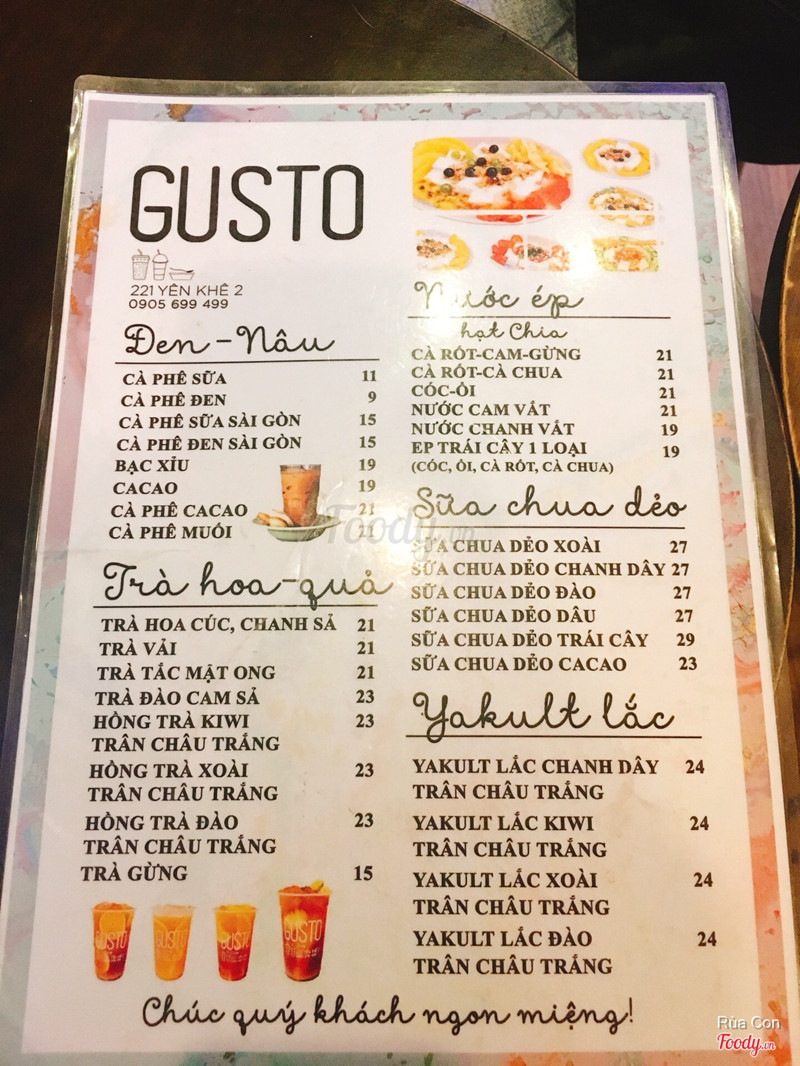 GUSTO
221 YÊN KHÊ 2
0905 699 499
Đen - Nâu
CÀ PHÊ SỮA 11
CÀ PHÊ ĐEN 9
CÀ PHÊ SỮA SÀI GÒN 15
CÀ PHÊ ĐEN SÀI GÒN 15
BẠC XỈU 19
CACAO 19
CÀ PHÊ CACAO 21
CÀ PHÊ MUỐI 21
Trà hoa-quả
TRÀ HOA CÚC, CHANH SẢ 21
TRÀ VẢI 21
TRÀ TẮC MẬT ONG 21
TRÀ ĐÀO CAM SẢ 23
HỒNG TRÀ KIWI 23
TRÂN CHÂU TRẮNG
HỒNG TRÀ XOÀI 23
TRÂN CHÂU TRẮNG
HỒNG TRÀ ĐÀO 23
TRÂN CHÂU TRẮNG
TRÀ GỪNG 15
GUSTO
GUSTO
GUSTO
GUSTO
Nước ép
hạt Chia
CÀ RỐT-CAM-GỪNG 21
CÀ RỐT-CÀ CHUA 21
CÓC-ỔI 21
NƯỚC CAM VẮT 21
NƯỚC CHANH VẮT 19
EP TRÁI CÂY 1 LOẠI 19
(CÓC, ỔI, CÀ RỐT, CÀ CHUA)
Sữa chua dẻo
SỮA CHUA DẺO XOÀI 27
SỮA CHUA DẺO CHANH DÂY 27
SỮA CHUA DẺO ĐÀO 27
SỮA CHUA DẺO DÂU 27
SỮA CHUA DẺO TRÁI CÂY 29
SỮA CHUA DẺO CACAO 23
Yakult lắc
YAKULT LẮC CHANH DÂY 24
TRÂN CHÂU TRẮNG
YAKULT LẮC KIWI 24
TRÂN CHÂU TRẮNG
YAKULT LẮC XOÀI 24
TRÂN CHÂU TRẮNG
YAKULT LẮC ĐÀO 24
TRÂN CHÂU TRẮNG
Chúc quý khách ngon miệng!
Foody.vn
Rùa Con
Foody.vn